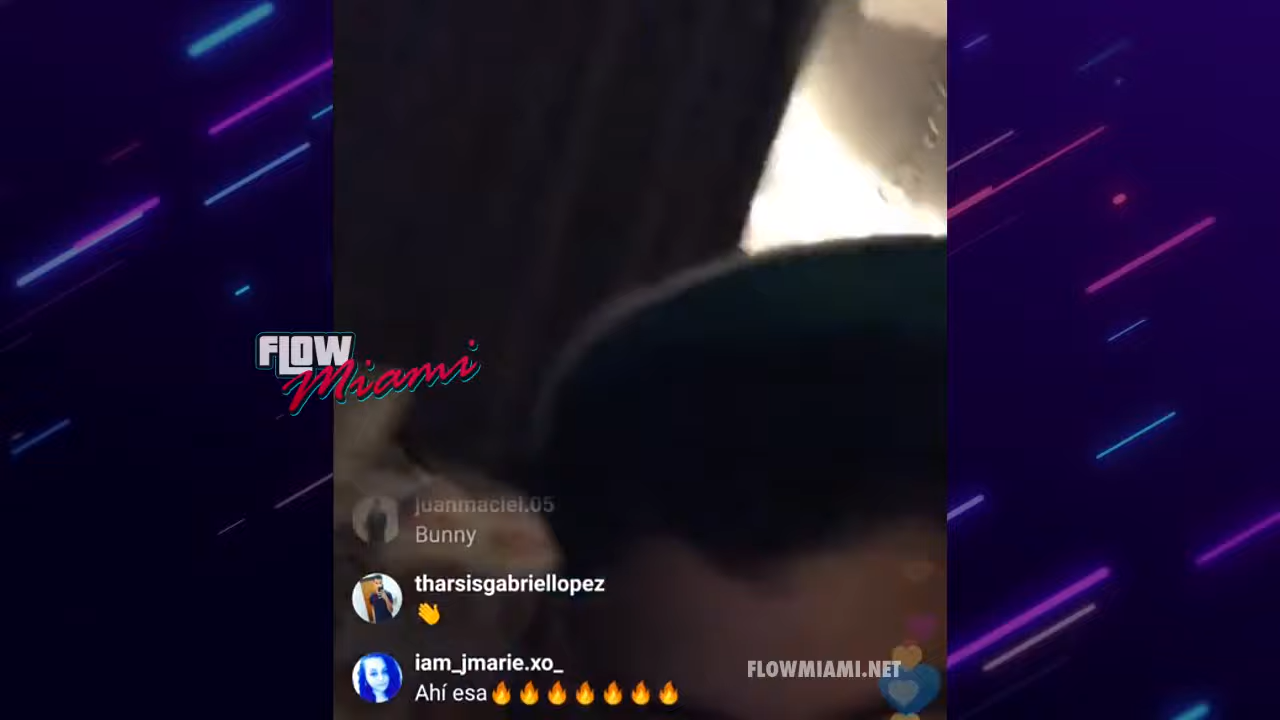 FLOW
Miami
juanmaciel.05
Bunny
tharsisgabriellopez
👋
iam_jmarie.xo_
Ahí esa🔥🔥🔥🔥🔥🔥🔥
FLOWMIAMI.NET